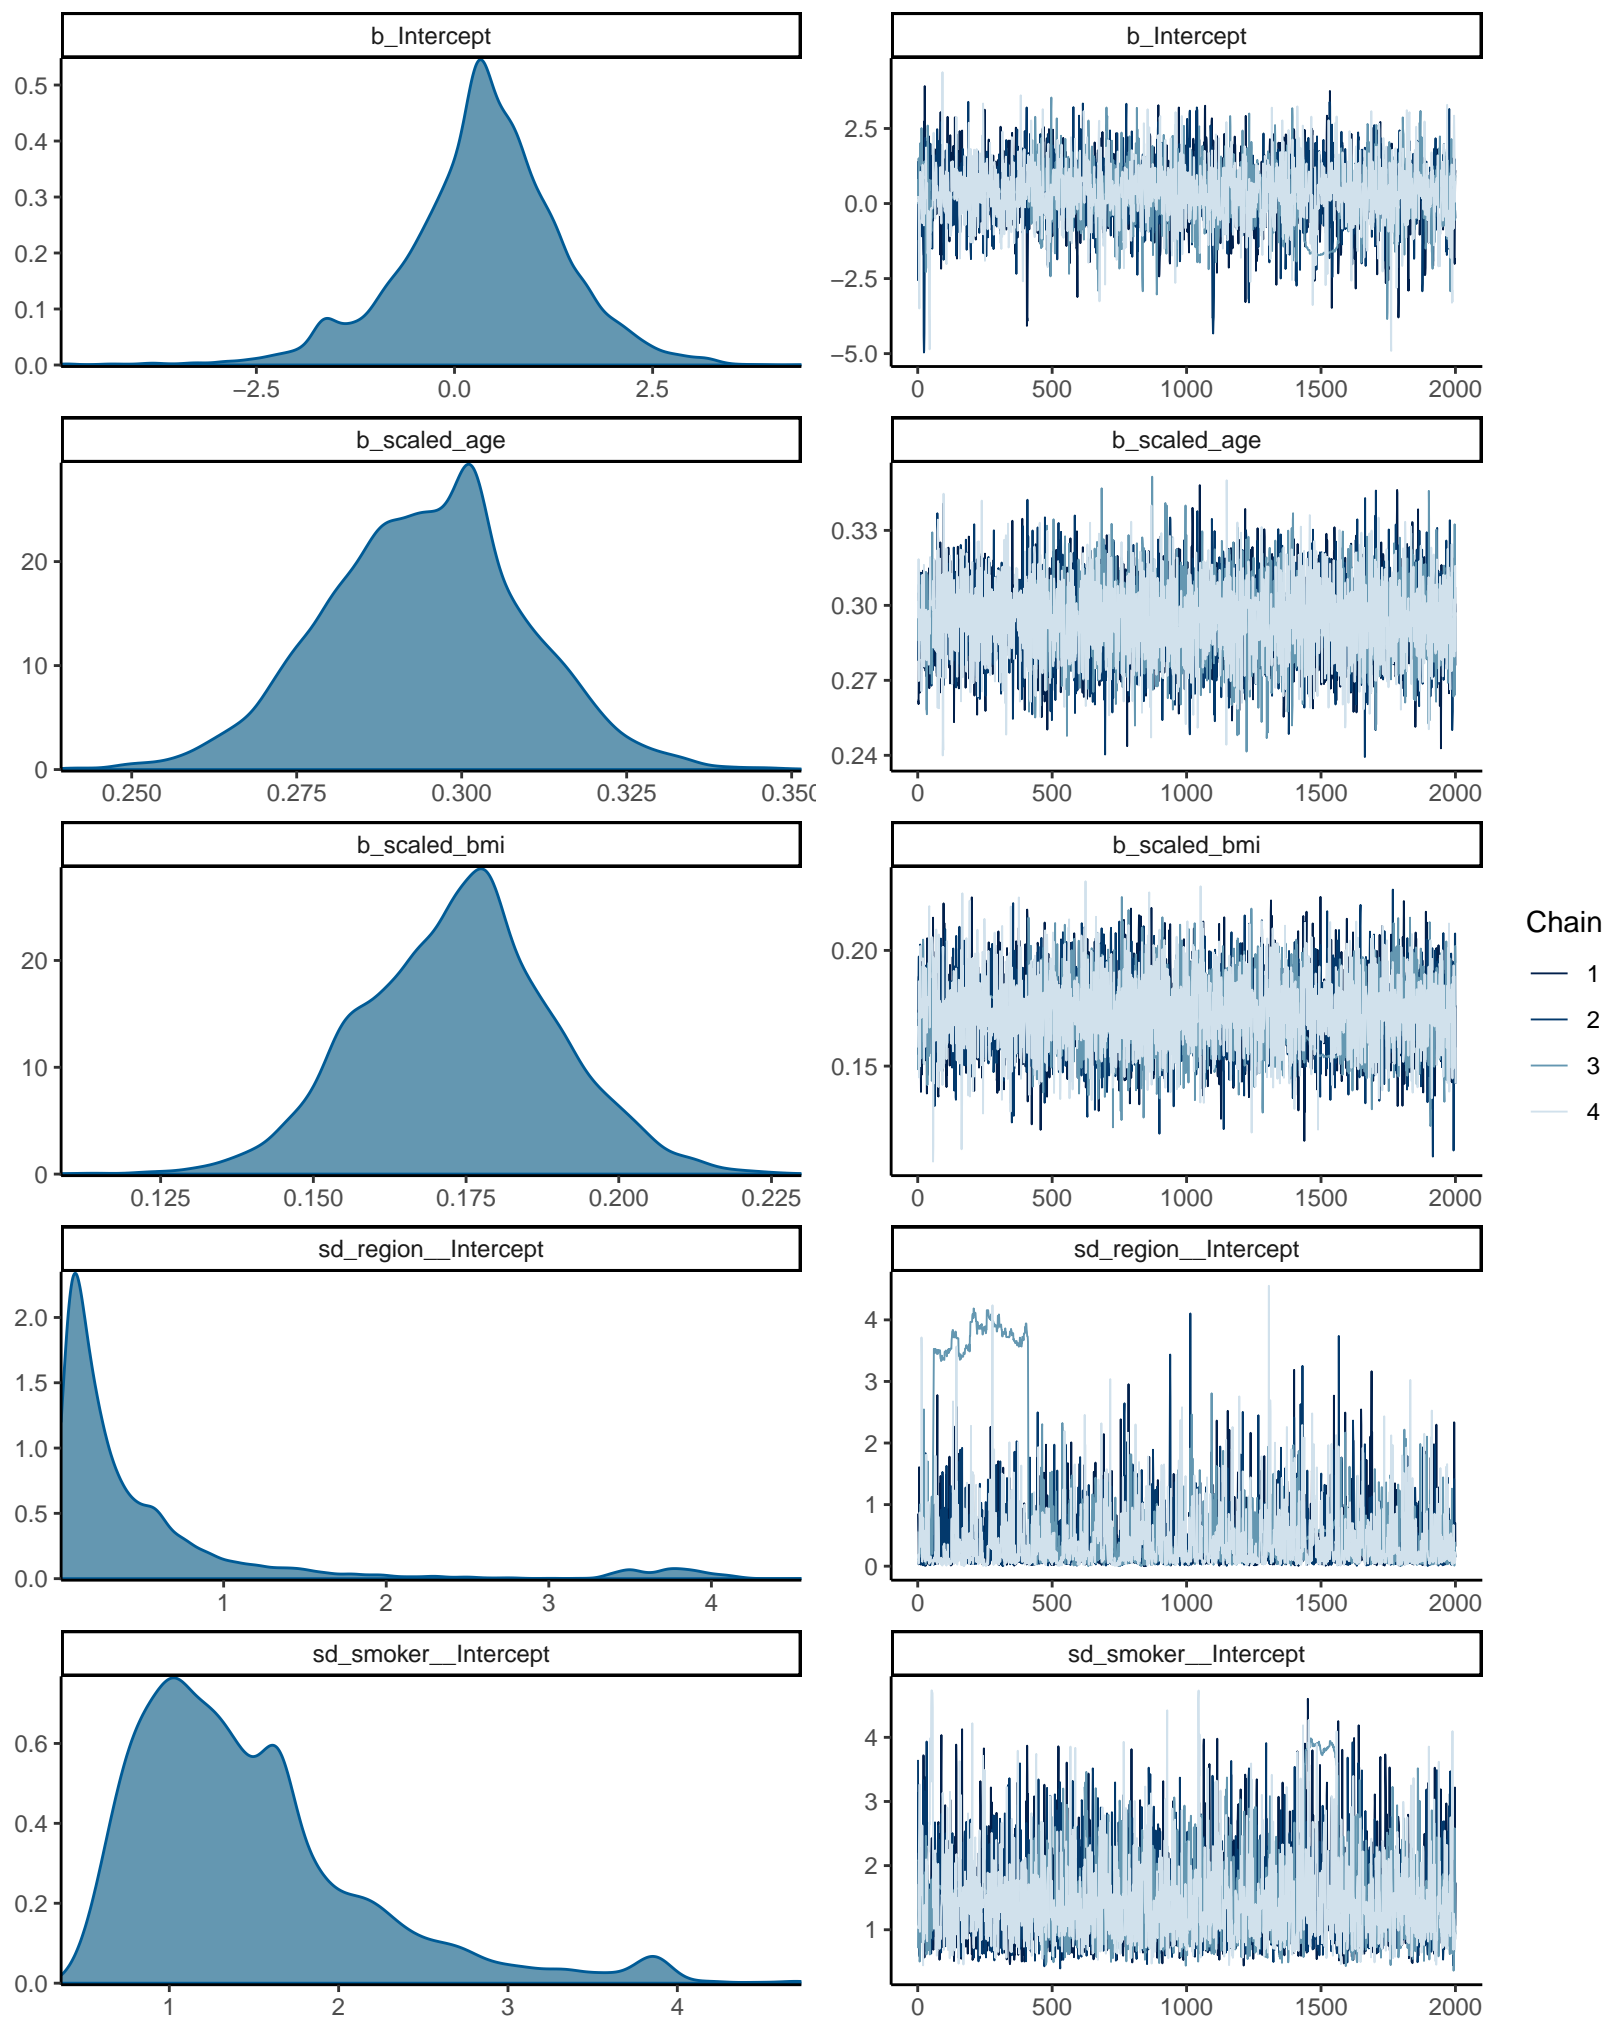 b_Intercept b_Intercept
0.5
0.4
0.3
0.2
0.1
0.0
−2.5 0.0 2.5
2.5
0.0
−2.5
−5.0
0 500 1000 1500 2000
b_scaled_age b_scaled_age
20
10
0
0.250 0.275 0.300 0.325 0.350
0.33
0.30
0.27
0.24
0 500 1000 1500 2000
b_scaled_bmi b_scaled_bmi
20
10
0
0.125 0.150 0.175 0.200 0.225
0.20
0.15
0 500 1000 1500 2000
Chain
1
2
3
4
sd_region__Intercept sd_region__Intercept
2.0
1.5
1.0
0.5
0.0
1 2 3 4
4
3
2
1
0
0 500 1000 1500 2000
sd_smoker__Intercept sd_smoker__Intercept
0.6
0.4
0.2
0.0
1 2 3 4
4
3
2
1
0 500 1000 1500 2000